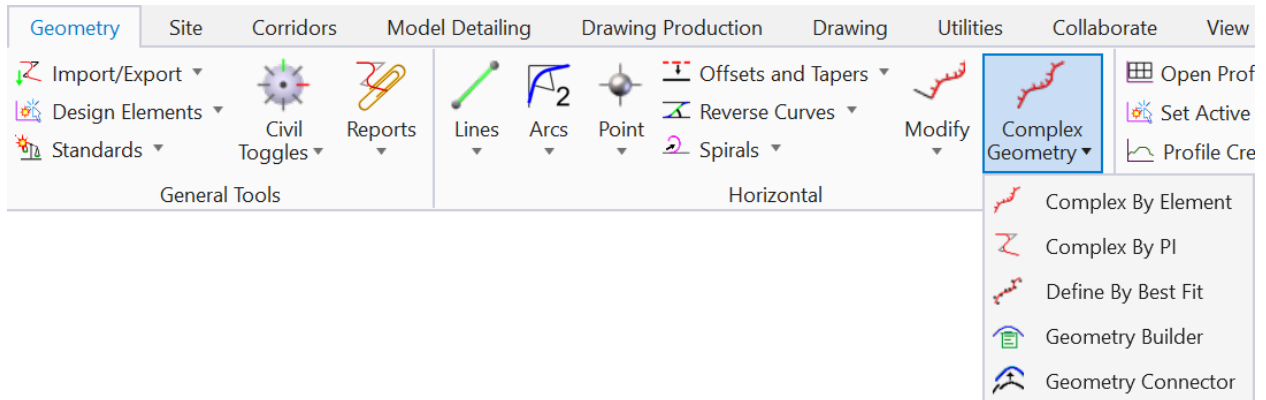 Geometry Site Corridors Model Detailing Drawing Production Drawing Utilities Collaborate View
Import/Export
Design Elements
Standards
Civil
Toggles
Reports
General Tools
Lines
Arcs
2
Point
Offsets and Tapers
Reverse Curves
Spirals
Modify
Complex
Geometry
Horizontal
Open Prof
Set Active
Profile Cre
Complex By Element
Complex By PI
Define By Best Fit
Geometry Builder
Geometry Connector